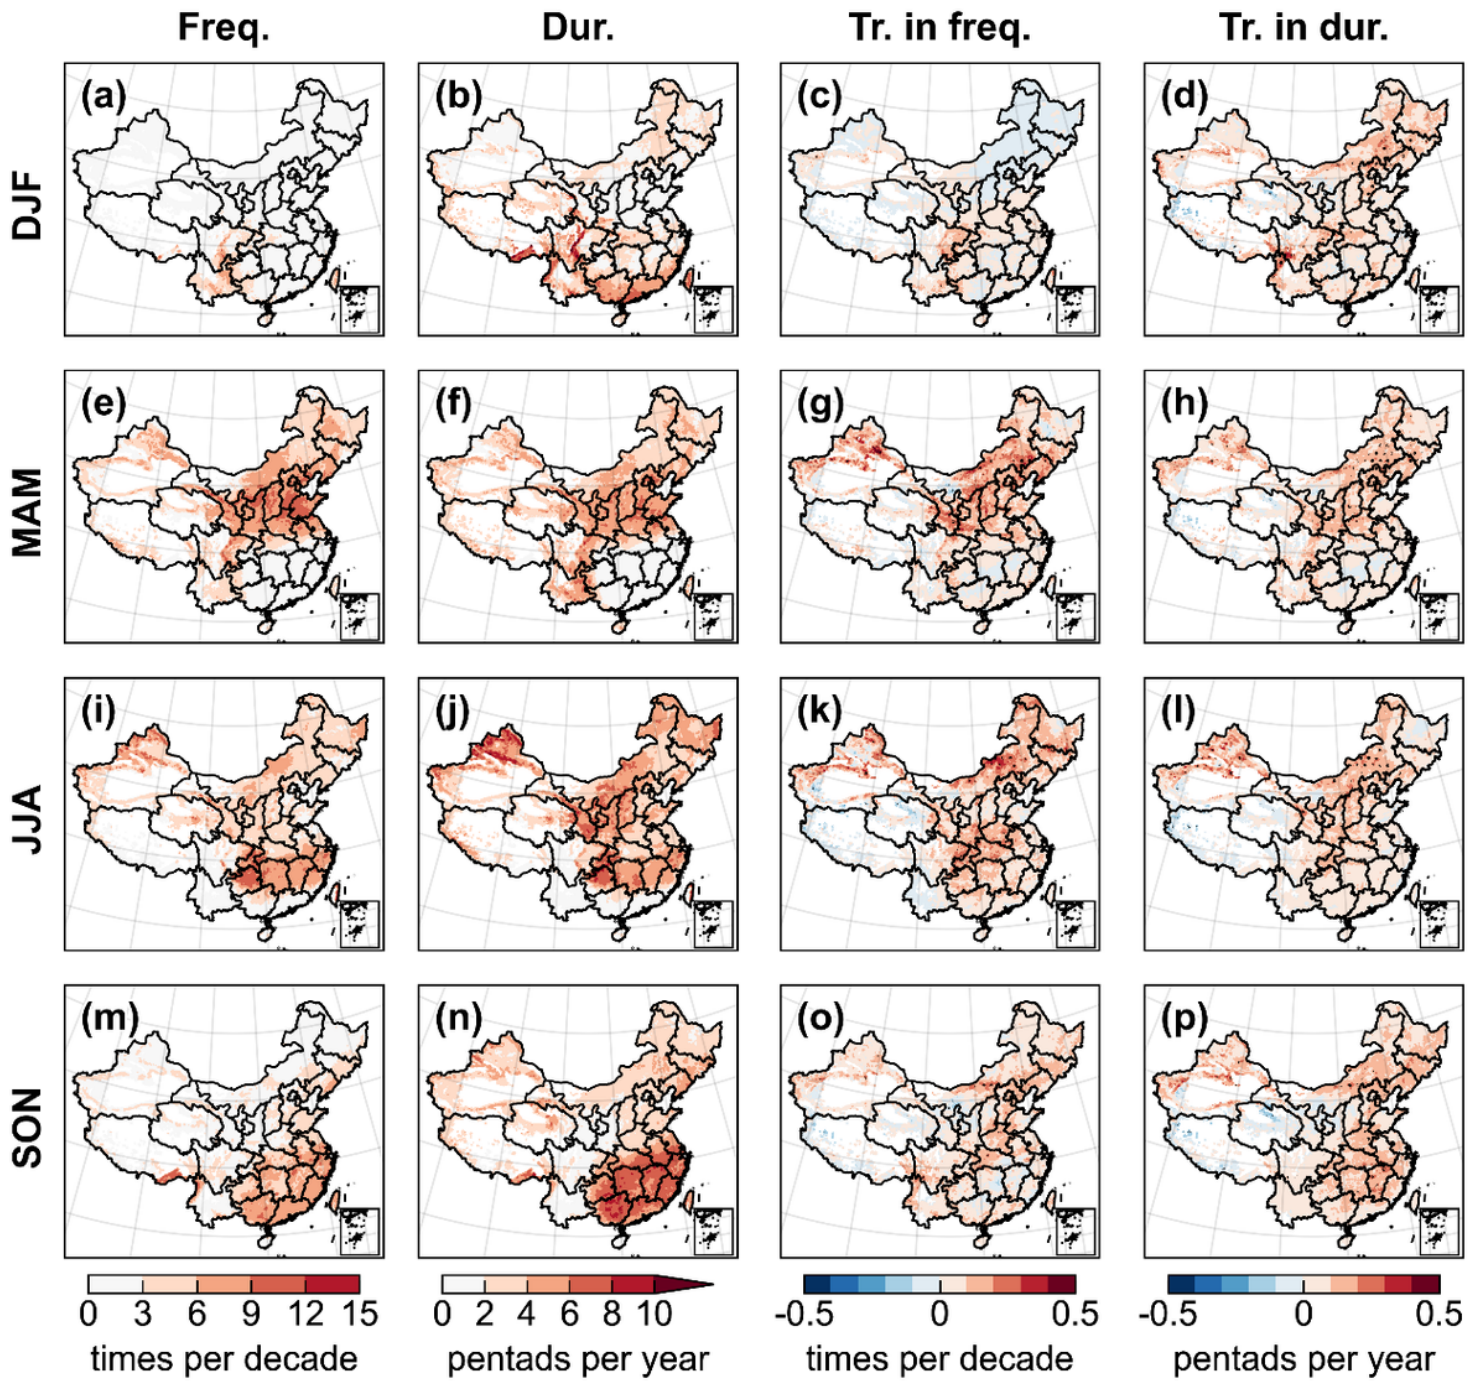 Freq. Dur. Tr. in freq. Tr. in dur.
DJF (a) (b) (c) (d)
MAM (e) (f) (g) (h)
JJA (i) (j) (k) (l)
SON (m) (n) (o) (p)
0 3 6 9 12 15 0 2 4 6 8 10 -0.5 0 0.5 -0.5 0 0.5
times per decade pentads per year times per decade pentads per year